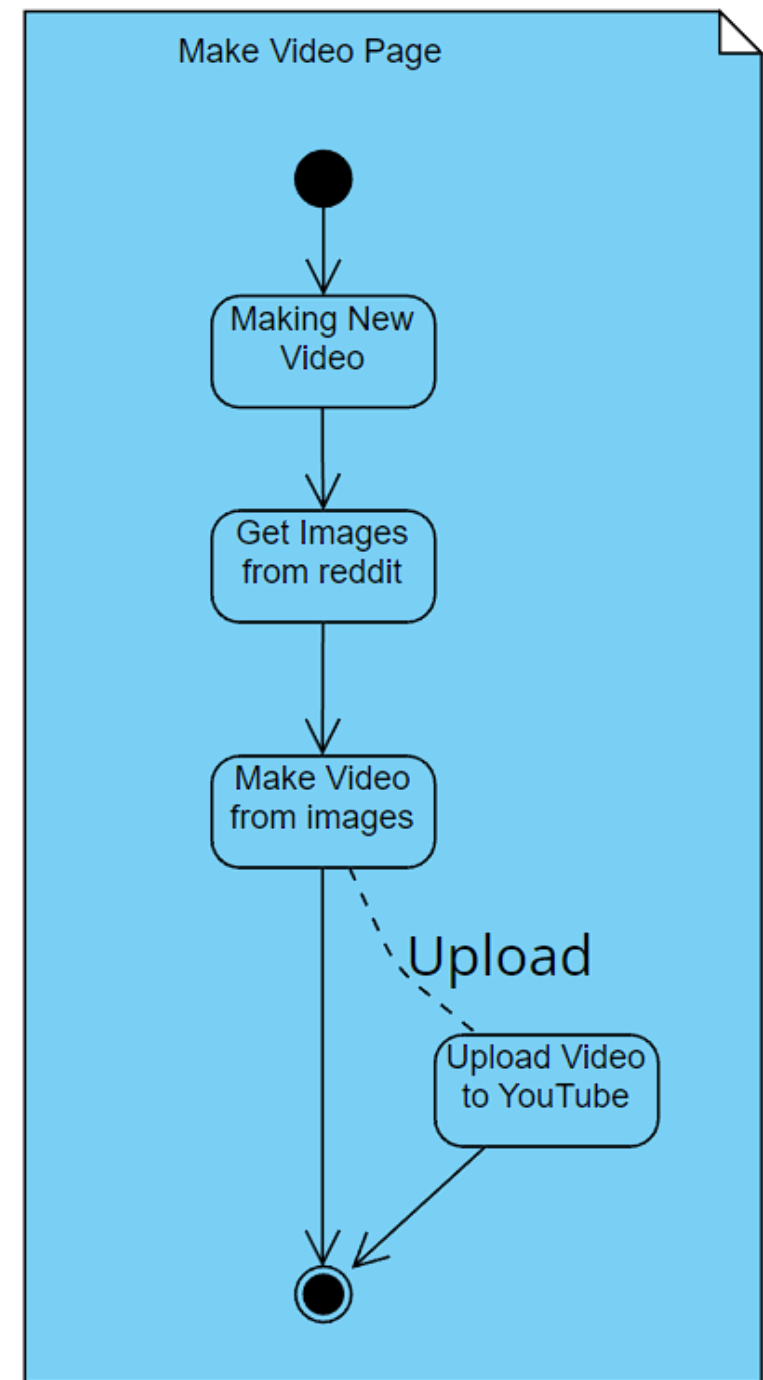 Make Video Page
Making New
Video
Get Images
from reddit
Make Video
from images
Upload
Upload Video
to YouTube